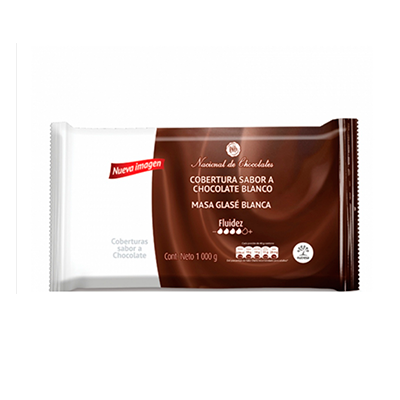 Nueva imagen
Nacional de Chocolates
COBERTURA SABOR A
CHOCOLATE BLANCO
MASA GLASÉ BLANCA
Fluidez
Coberturas
sabor a
Chocolate
Cont. Neto 1 000 g